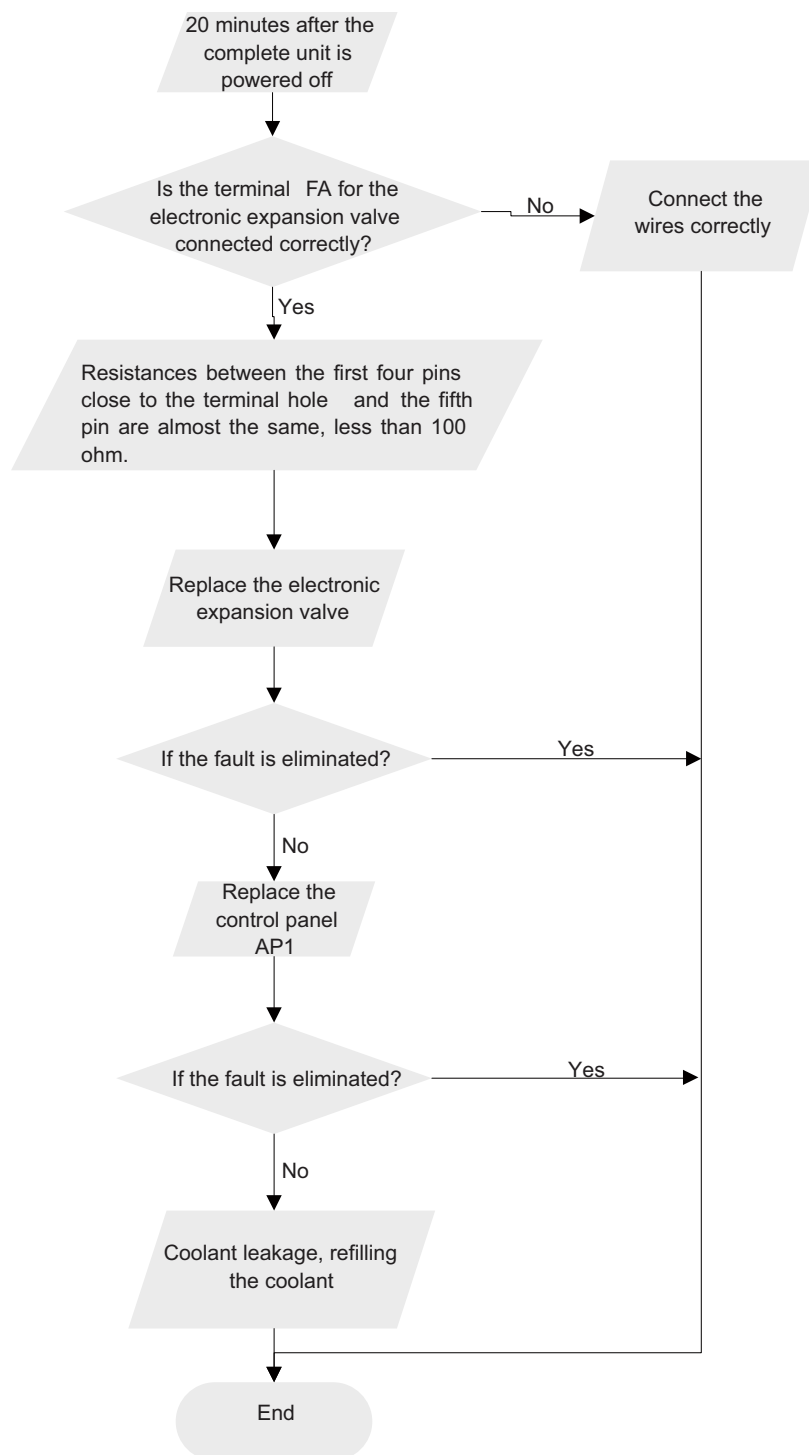 20 minutes after the
complete unit is
powered off
Is the terminal FA for the
electronic expansion valve
connected correctly?
No
Connect the
wires correctly
Yes
Resistances between the first four pins
close to the terminal hole and the fifth
pin are almost the same, less than 100
ohm.
Replace the electronic
expansion valve
If the fault is eliminated?
Yes
No
Replace the
control panel
AP1
If the fault is eliminated?
Yes
No
Coolant leakage, refilling
the coolant
End